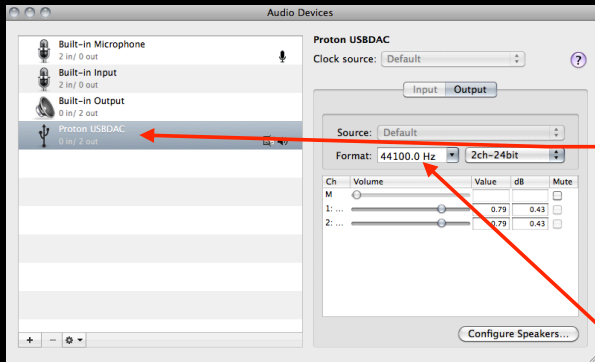 Audio Devices
Built-in Microphone
2 in/ 0 out
Built-in Input
2 in/ 0 out
Built-in Output
0 in/ 2 out
Proton USBDAC
0 in/ 2 out
Proton USBDAC
Clock source: Default
?
Input Output
Source: Default
Format: 44100.0 Hz 2ch-24bit
Ch Volume Value dB Mute
M
1: ... 0.79 0.43
2: ... 0.79 0.43
+ −
Configure Speakers...